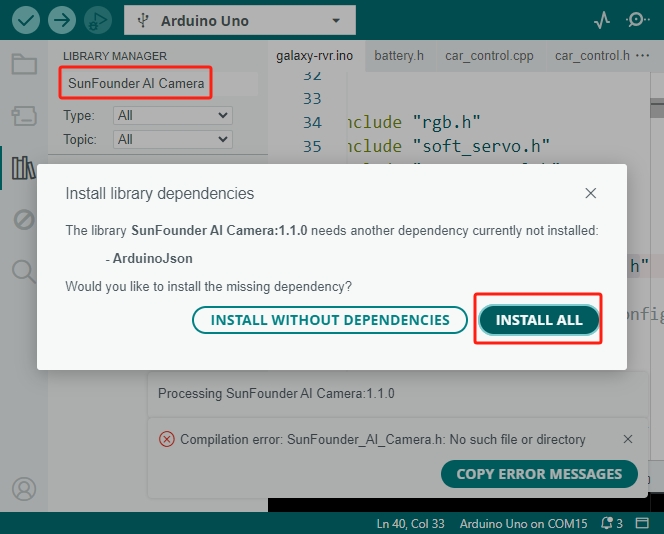 Arduino Uno
LIBRARY MANAGER
SunFounder AI Camera
Type: All
Topic: All
galaxy-rvr.ino battery.h car_control.cpp car_control.h ...
32
33
34 nclude "rgb.h"
35 nclude "soft_servo.h"
Install library dependencies
The library SunFounder AI Camera:1.1.0 needs another dependency currently not installed:
- ArduinoJson
Would you like to install the missing dependency?
INSTALL WITHOUT DEPENDENCIES
INSTALL ALL
h"
onfig
Processing SunFounder AI Camera:1.1.0
Compilation error: SunFounder_AI_Camera.h: No such file or directory
COPY ERROR MESSAGES
Ln 40, Col 33 Arduino Uno on COM15 3